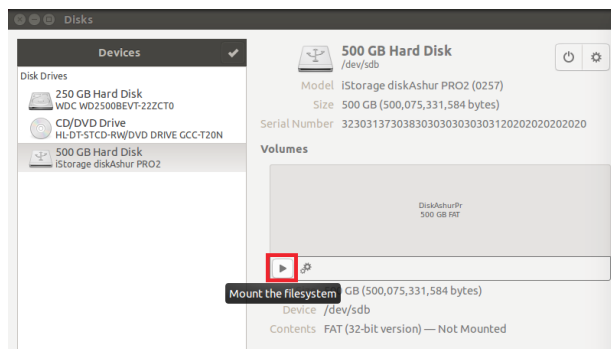 Disks
Devices
Disk Drives
250 GB Hard Disk
WDC WD2500BEVT-22ZCT0
CD/DVD Drive
HL-DT-STCD-RW/DVD DRIVE GCC-T20N
500 GB Hard Disk
iStorage diskAshur PRO2
500 GB Hard Disk
/dev/sdb
Model iStorage diskAshur PRO2 (0257)
Size 500 GB (500,075,331,584 bytes)
Serial Number
Volumes
DiskAshurPr
500 GB FAT
Mount the filesystem
GB (500,075,331,584 bytes)
Device /dev/sdb
Contents FAT (32-bit version) — Not Mounted